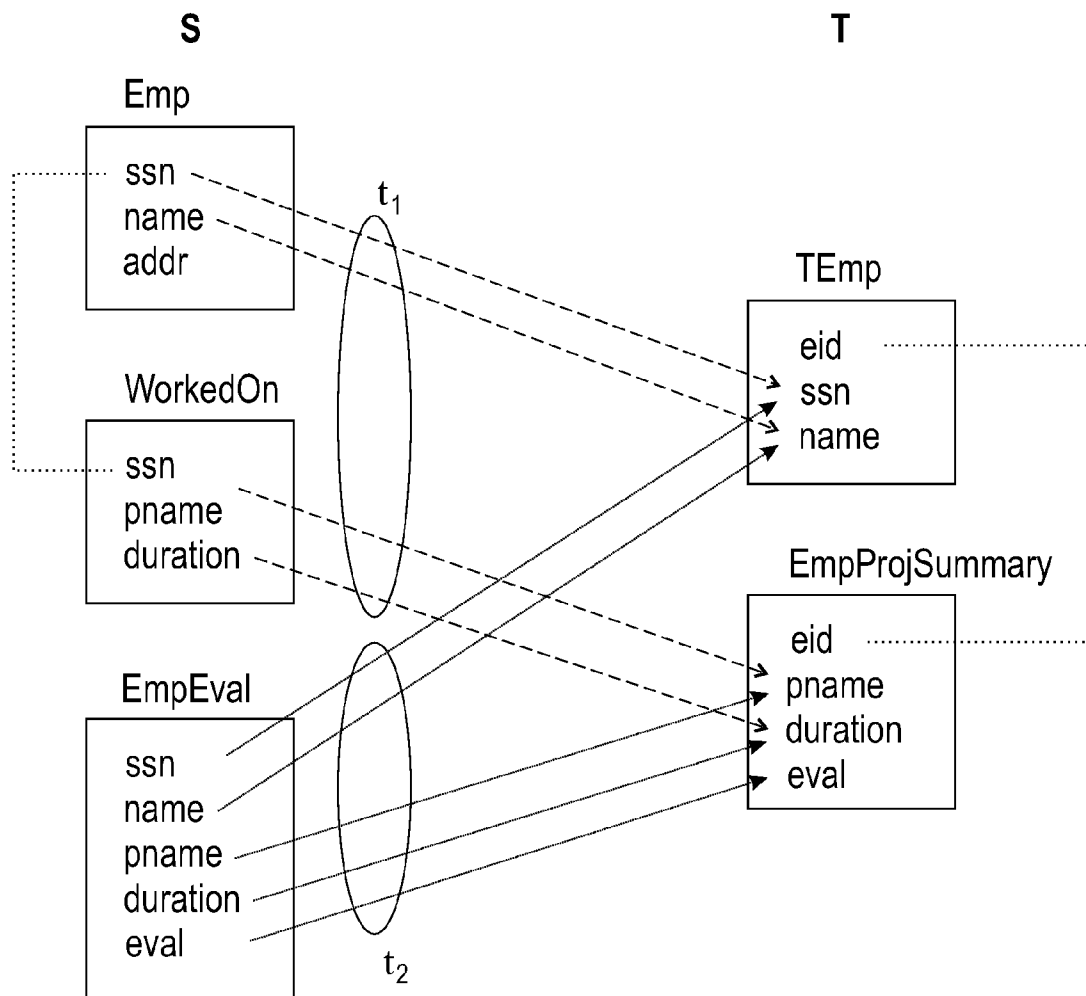 S
T
Emp
ssn
name
addr
t1
WorkedOn
ssn
pname
duration
EmpEval
ssn
name
pname
duration
eval
t2
TEmp
eid
ssn
name
EmpProjSummary
eid
pname
duration
eval